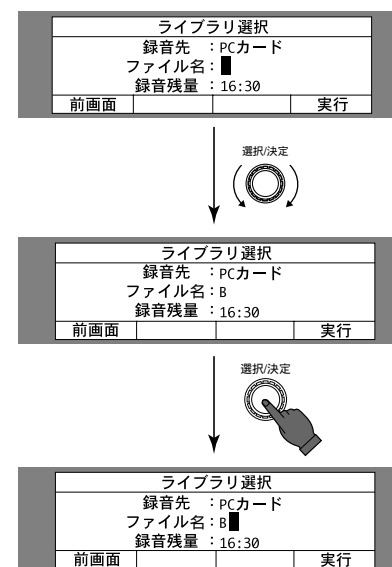 ライブラリ選択
録音先 :PCカード
ファイル名:
録音残量 :16:30
前画面 実行
選択/決定
ライブラリ選択
録音先 :PCカード
ファイル名:B
録音残量 :16:30
前画面 実行
選択/決定
ライブラリ選択
録音先 :PCカード
ファイル名:B
録音残量 :16:30
前画面 実行